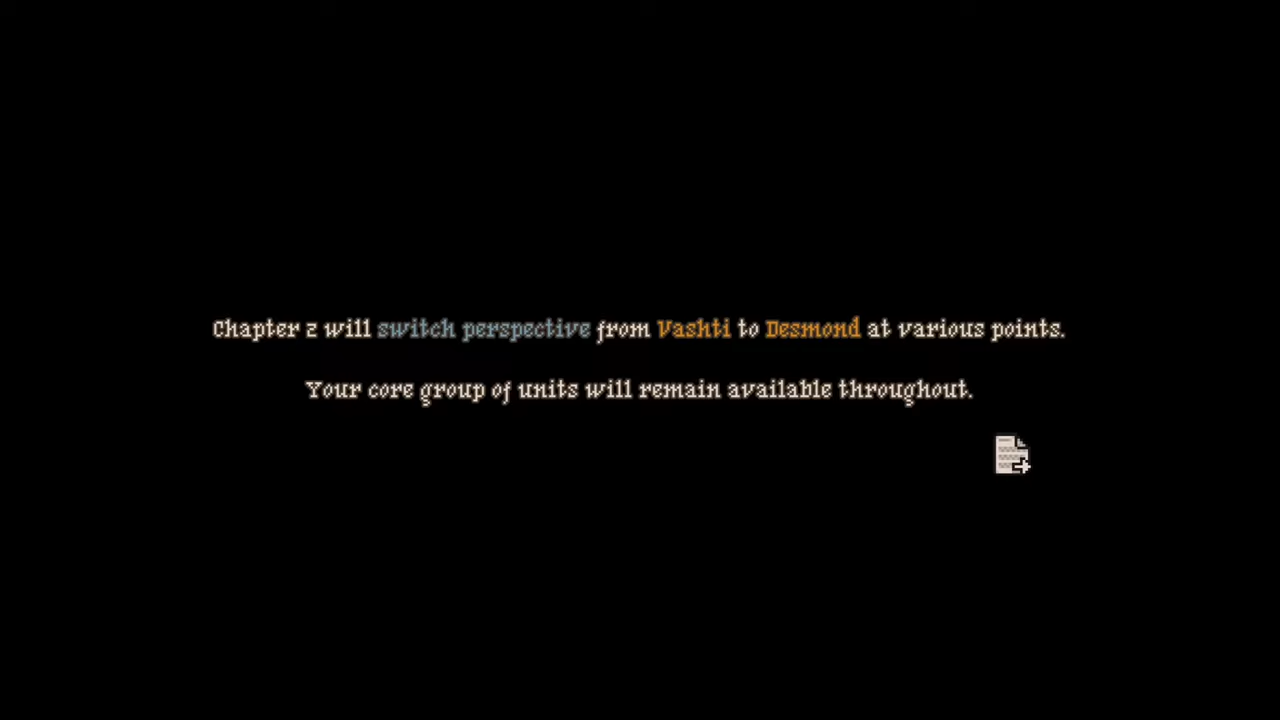 Chapter 2 will switch perspective from Vashti to Desmond at various points.
Your core group of units will remain available throughout.